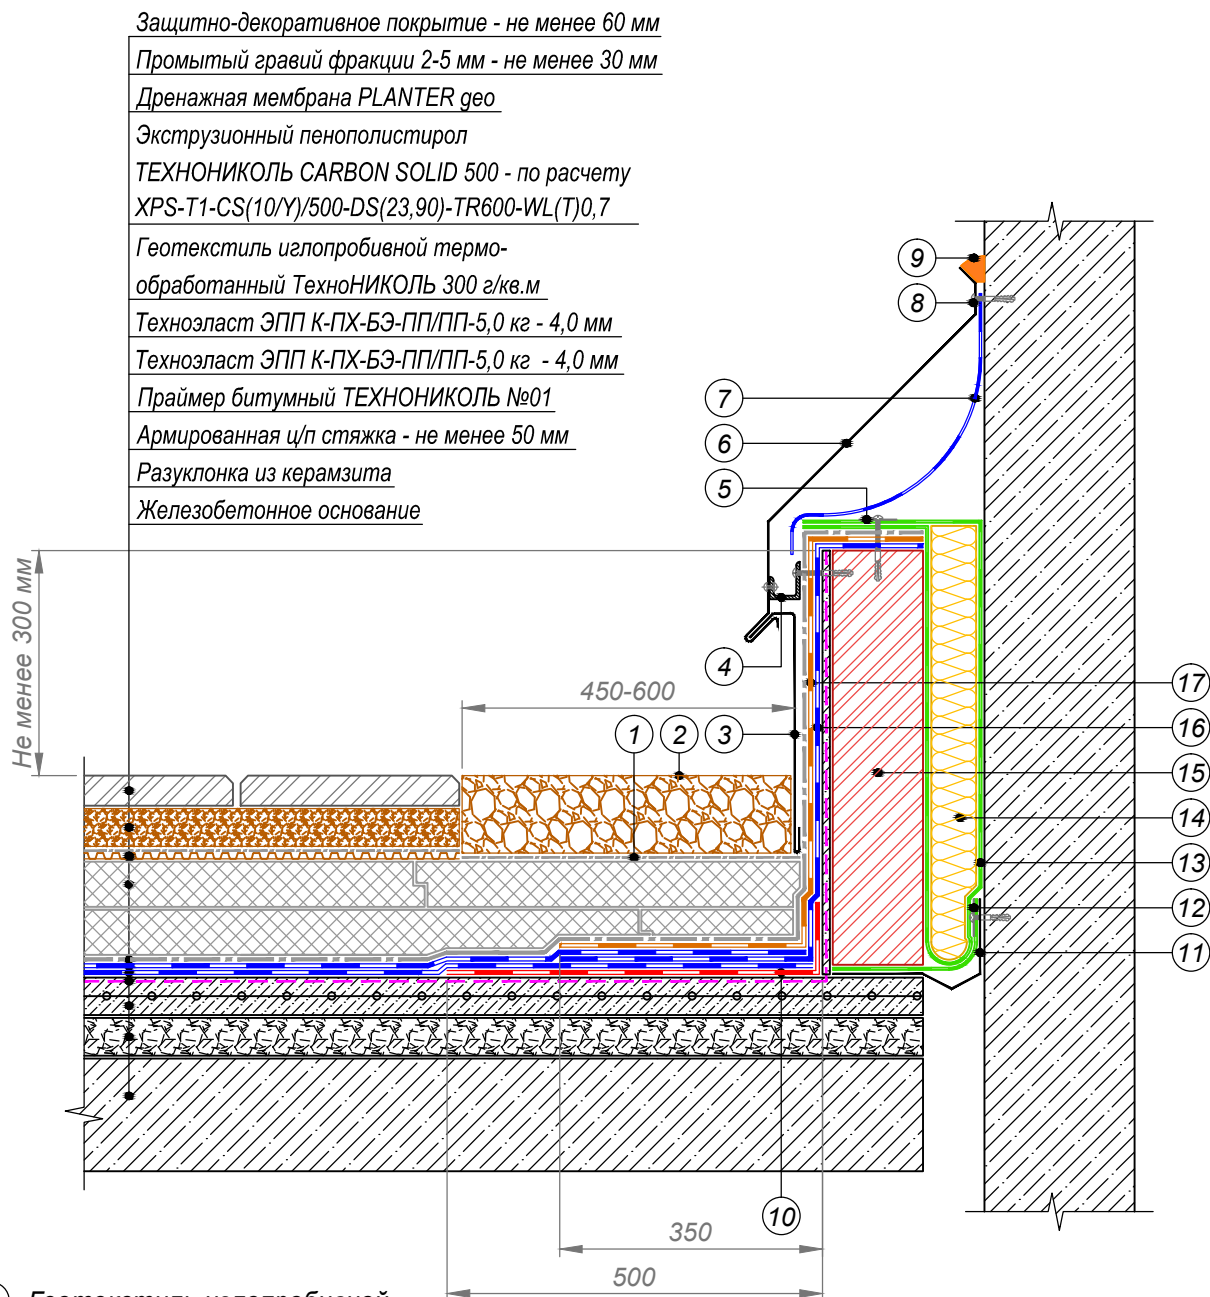 Защитно-декоративное покрытие - не менее 60 мм
Промытый гравий фракции 2-5 мм - не менее 30 мм
Дренажная мембрана PLANTER geo
Экструзионный пенополистирол
ТЕХНОНИКОЛЬ CARBON SOLID 500 - по расчету
XPS-T1-CS(10/Y)/500-DS(23,90)-TR600-WL(T)0,7
Геотекстиль иглопробивной термо-
обработанный ТехноНИКОЛЬ 300 г/кв.м
Техноэласт ЭПП К-ПХ-БЭ-ПП/ПП-5,0 кг - 4,0 мм
Техноэласт ЭПП К-ПХ-БЭ-ПП/ПП-5,0 кг - 4,0 мм
Праймер битумный ТЕХНОНИКОЛЬ №01
Армированная ц/п стяжка - не менее 50 мм
Разуклонка из керамзита
Железобетонное основание
9
8
7
6
5
Не менее 300 мм
4
450-600
1
2
3
17
16
15
14
13
12
11
10
350
500
Геотекстиль иглопробивной